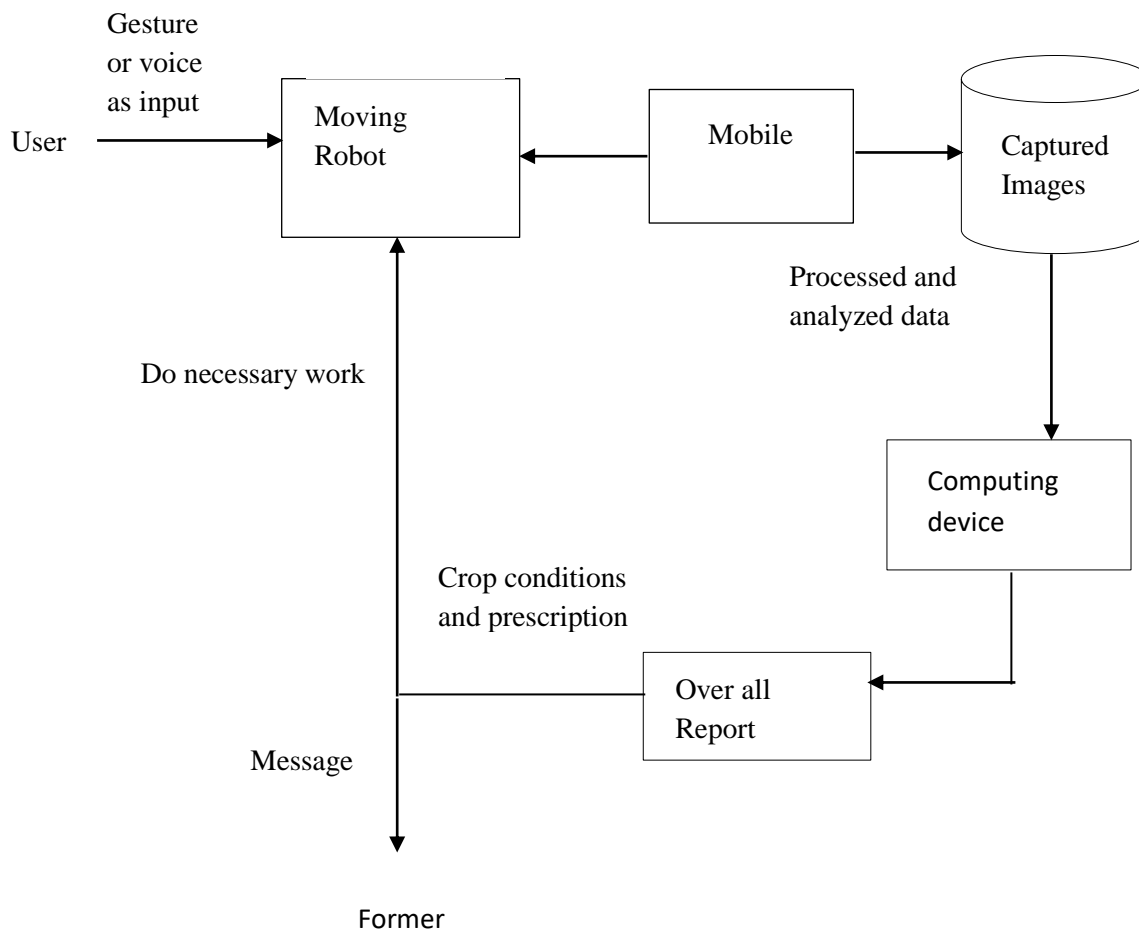 Gesture
or voice
as input
User
Moving
Robot
Mobile
Captured
Images
Processed and
analyzed data
Do necessary work
Computing
device
Crop conditions
and prescription
Over all
Report
Message
Former